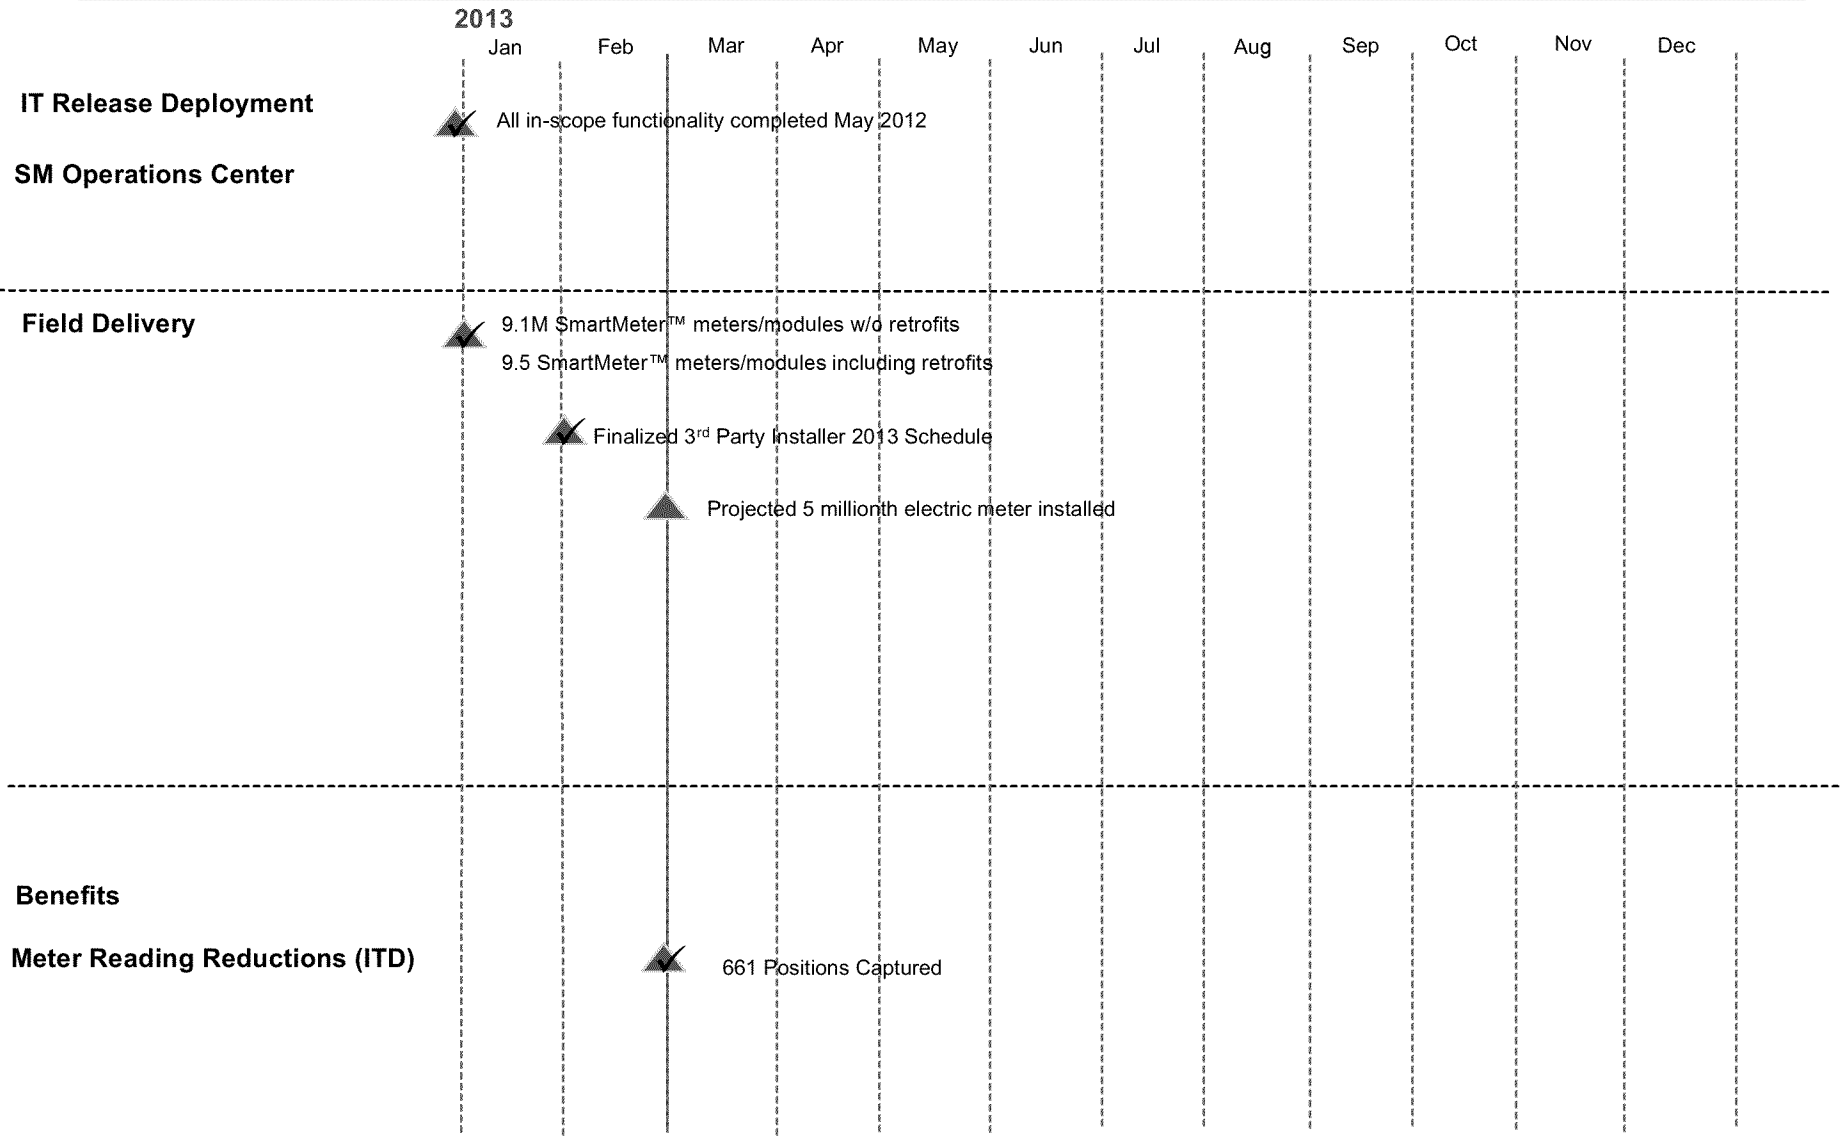 2013
Jan Feb Mar Apr May Jun Jul Aug Sep Oct Nov Dec
IT Release Deployment
All in-scope functionality completed May 2012
SM Operations Center
Field Delivery
9.1M SmartMeter™ meters/modules w/o retrofits
9.5 SmartMeter™ meters/modules including retrofits
Finalized 3rd Party Installer 2013 Schedule
Projected 5 millionth electric meter installed
Benefits
Meter Reading Reductions (ITD)
661 Positions Captured